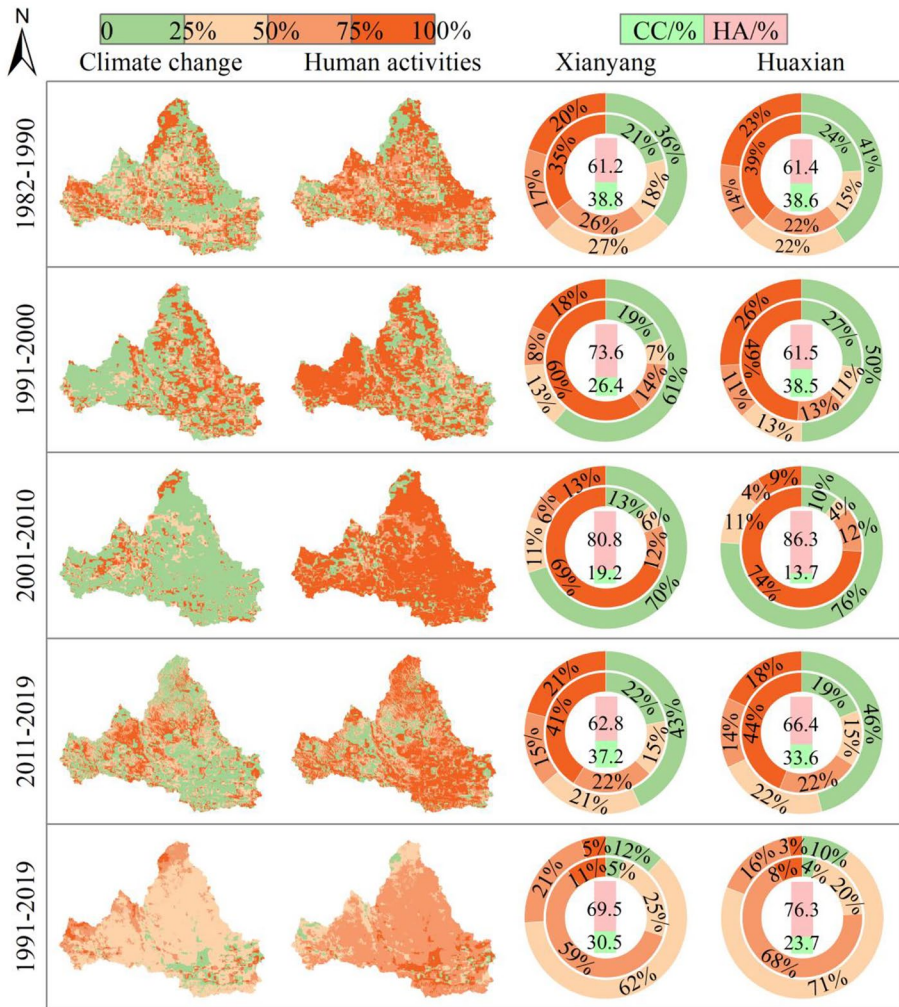 N
0 25% 50% 75% 100% CC/% HA/%
Climate change Human activities Xianyang Huaxian
1982-1990
20% 36% 35% 21% 61.2 38.8 17% 18% 26% 27%
23% 41% 39% 24% 61.4 38.6 14% 15% 22% 22%
1991-2000
18% 19% 73.6 8% 7% 60% 26.4 14% 13% 61%
26% 27% 49% 61.5 50% 11% 38.5 11% 13% 13%
2001-2010
13% 13% 6% 6% 80.8 11% 12% 19.2 69% 70%
9% 10% 4% 4% 11% 86.3 12% 13.7 74% 76%
2011-2019
21% 22% 41% 62.8 43% 15% 15% 37.2 22% 21%
18% 19% 44% 66.4 46% 14% 15% 33.6 22% 22%
1991-2019
5% 12% 21% 11% 5% 69.5 25% 30.5 59% 62%
3% 10% 16% 8% 4% 76.3 20% 23.7 68% 71%